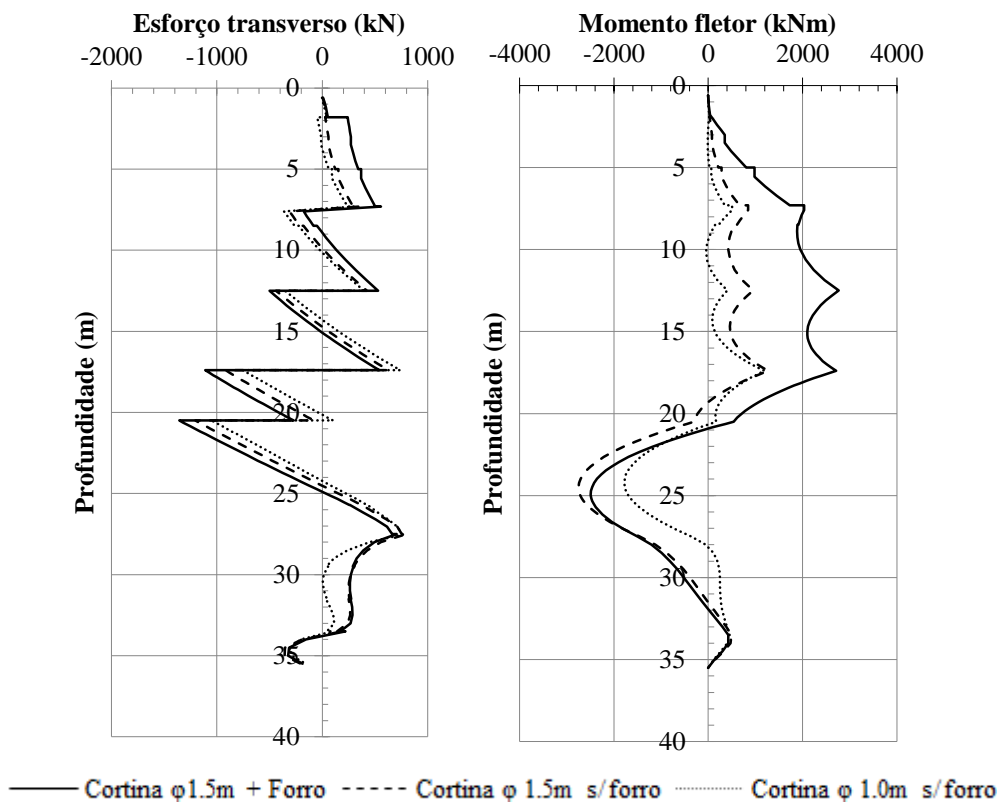 Esforço transverso (kN)
-2000 -1000 0 1000
0
5
10
15
20
25
30
35
40
Profundidade (m)
Momento fletor (kNm)
-4000 -2000 0 2000 4000
0
5
10
15
20
25
30
35
40
Profundidade (m)
Cortina φ1.5m + Forro Cortina φ 1.5m s/forro Cortina φ 1.0m s/forro